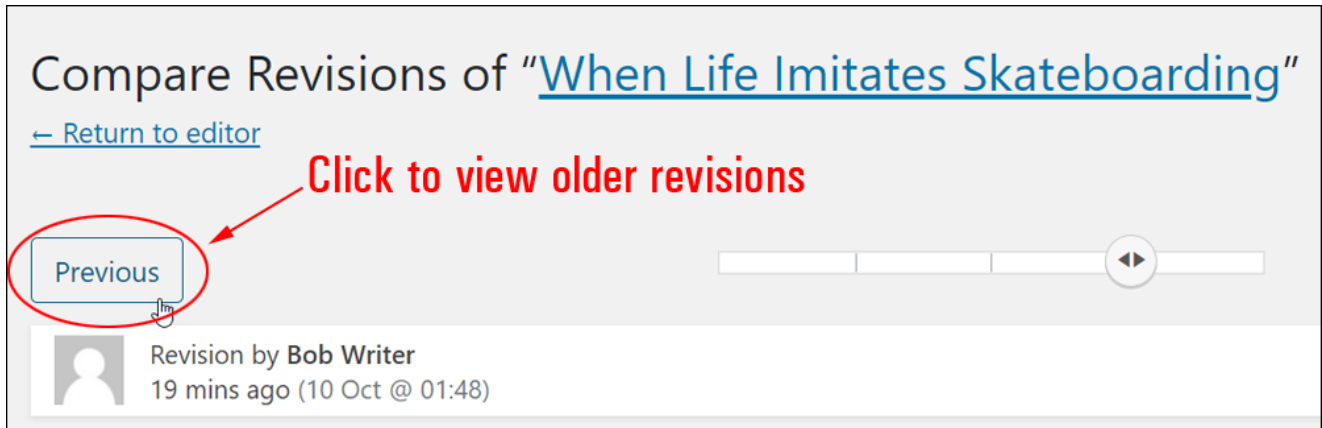 Compare Revisions of “When Life Imitates Skateboarding”
← Return to editor
Click to view older revisions
Previous
Revision by Bob Writer
19 mins ago (10 Oct @ 01:48)